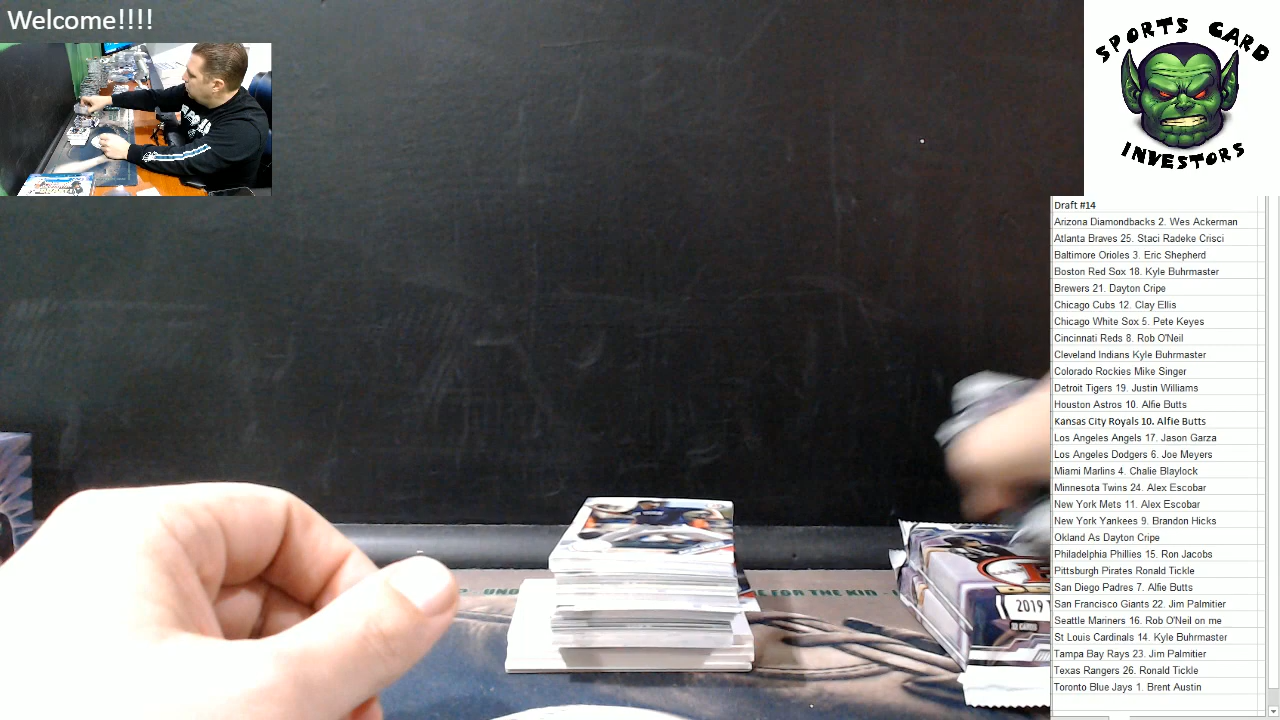 Welcome!!!!
SPORTS CARD
INVESTORS
Draft #14
Arizona Diamondbacks 2. Wes Ackerman
Atlanta Braves 25. Staci Radeke Crisci
Baltimore Orioles 3. Eric Shepherd
Boston Red Sox 18. Kyle Buhrmaster
Brewers 21. Dayton Cripe
Chicago Cubs 12. Clay Ellis
Chicago White Sox 5. Pete Keyes
Cincinnati Reds 8. Rob O'Neil
Cleveland Indians Kyle Buhrmaster
Colorado Rockies Mike Singer
Detroit Tigers 19. Justin Williams
Houston Astros 10. Alfie Butts
Kansas City Royals 10. Alfie Butts
Los Angeles Angels 17. Jason Garza
Los Angeles Dodgers 6. Joe Meyers
Miami Marlins 4. Chalie Blaylock
Minnesota Twins 24. Alex Escobar
New York Mets 11. Alex Escobar
New York Yankees 9. Brandon Hicks
Okland As Dayton Cripe
Philadelphia Phillies 15. Ron Jacobs
Pittsburgh Pirates Ronald Tickle
San Diego Padres 7. Alfie Butts
San Francisco Giants 22. Jim Palmitier
Seattle Mariners 16. Rob O'Neil on me
St Louis Cardinals 14. Kyle Buhrmaster
Tampa Bay Rays 23. Jim Palmitier
Texas Rangers 26. Ronald Tickle
Toronto Blue Jays 1. Brent Austin
FOR THE KID
2019